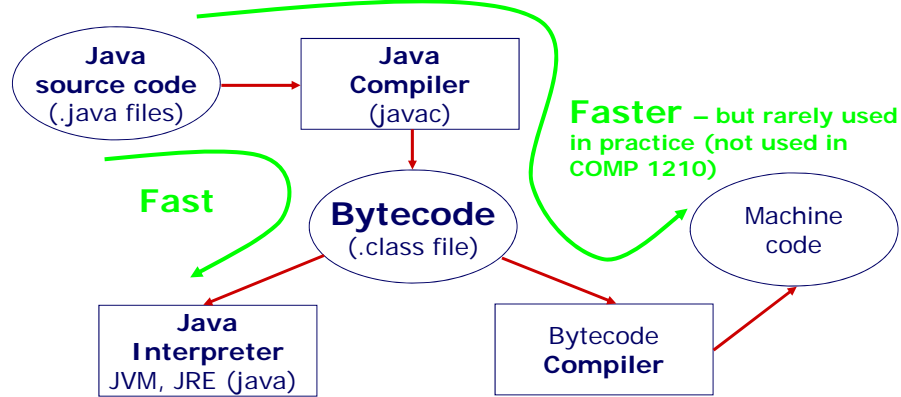 Java
source code
(.java files)
Java
Compiler
(javac)
Faster – but rarely used
in practice (not used in
COMP 1210)
Fast
Bytecode
(.class file)
Machine
code
Java
Interpreter
JVM, JRE (java)
Bytecode
Compiler